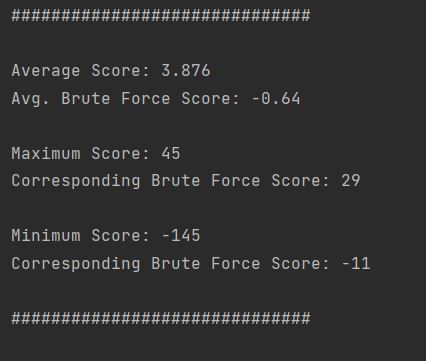 ##############################
Average Score: 3.876
Avg. Brute Force Score: -0.64
Maximum Score: 45
Corresponding Brute Force Score: 29
Minimum Score: -145
Corresponding Brute Force Score: -11
##############################